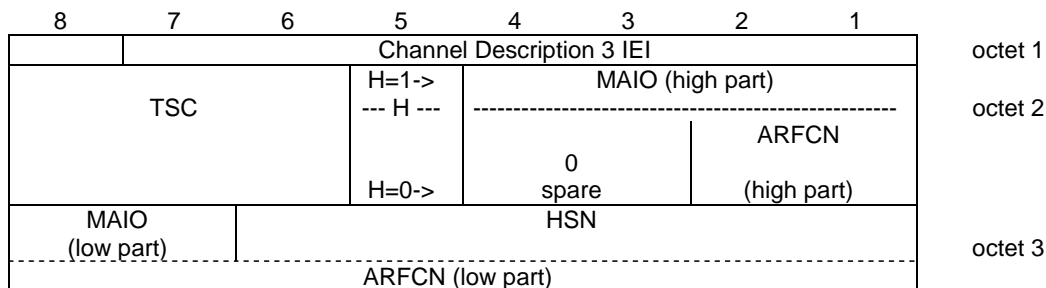 8 7 6 5 4 3 2 1
Channel Description 3 IEI octet 1
H=1-> MAIO (high part)
TSC --- H --- ----------------------------------------------------- octet 2
ARFCN
0
H=0-> spare (high part)
MAIO HSN
(low part) octet 3
ARFCN (low part)